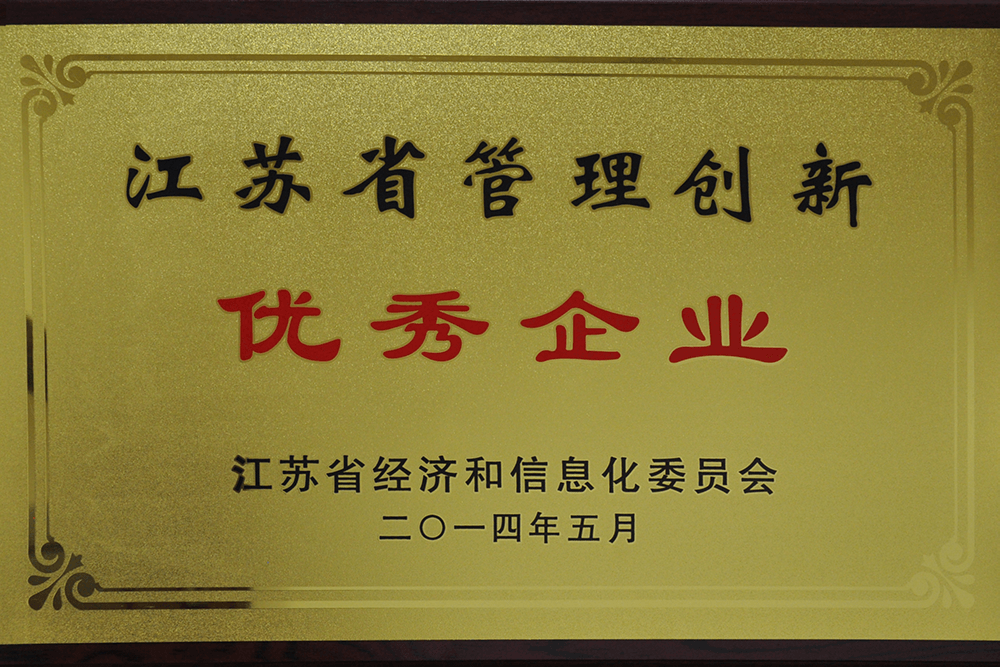 江苏省管理创新
优秀企业
江苏省经济和信息化委员会
二〇一四年五月